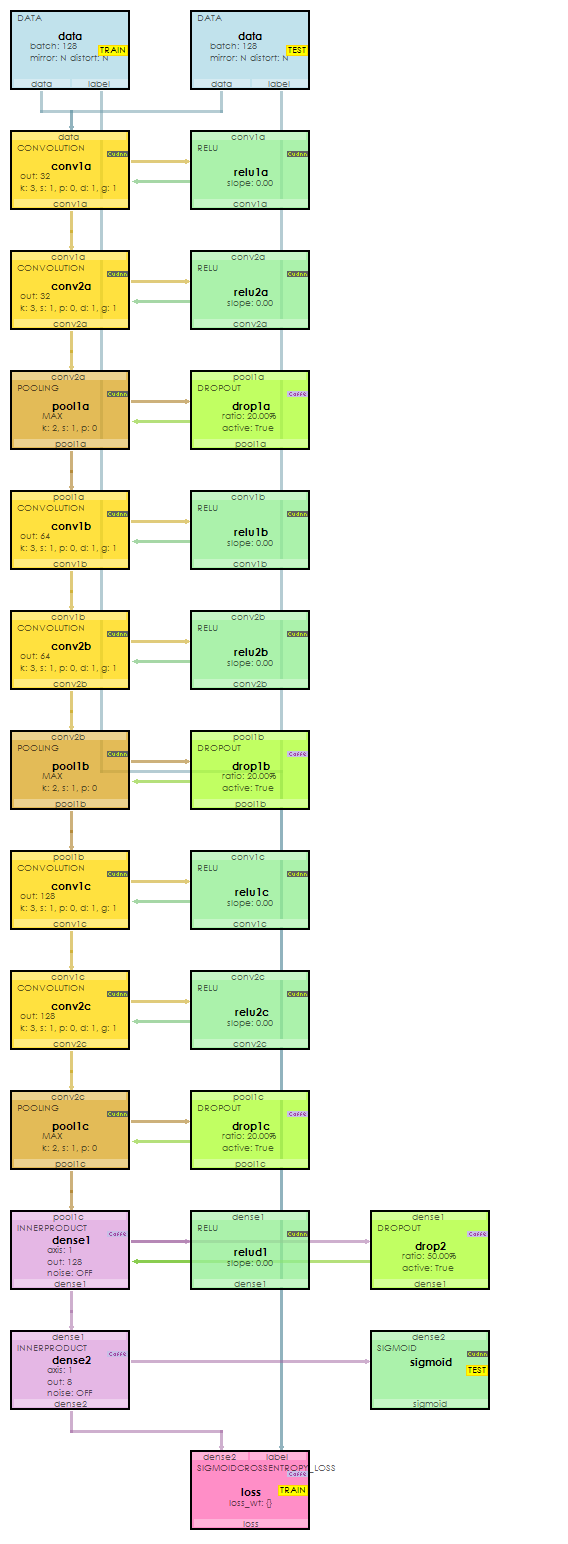 DATA
data
batch: 128
TRAIN
mirror: N distort: N
data label
DATA
data
batch: 128
TEST
mirror: N distort: N
data label
data
CONVOLUTION
Cudnn
conv1a
out: 32
k: 3, s: 1, p: 0, d: 1, g: 1
conv1a
conv1a
RELU
Cudnn
relu1a
slope: 0.00
conv1a
conv1a
CONVOLUTION
Cudnn
conv2a
out: 32
k: 3, s: 1, p: 0, d: 1, g: 1
conv2a
conv2a
RELU
Cudnn
relu2a
slope: 0.00
conv2a
conv2a
POOLING
Cudnn
pool1a
MAX
k: 2, s: 1, p: 0
pool1a
pool1a
DROPOUT
Caffe
drop1a
ratio: 20.00%
active: True
pool1a
pool1a
CONVOLUTION
Cudnn
conv1b
out: 64
k: 3, s: 1, p: 0, d: 1, g: 1
conv1b
conv1b
RELU
Cudnn
relu1b
slope: 0.00
conv1b
conv1b
CONVOLUTION
Cudnn
conv2b
out: 64
k: 3, s: 1, p: 0, d: 1, g: 1
conv2b
conv2b
RELU
Cudnn
relu2b
slope: 0.00
conv2b
conv2b
POOLING
Cudnn
pool1b
MAX
k: 2, s: 1, p: 0
pool1b
pool1b
DROPOUT
Caffe
drop1b
ratio: 20.00%
active: True
pool1b
pool1b
CONVOLUTION
Cudnn
conv1c
out: 128
k: 3, s: 1, p: 0, d: 1, g: 1
conv1c
conv1c
RELU
Cudnn
relu1c
slope: 0.00
conv1c
conv1c
CONVOLUTION
Cudnn
conv2c
out: 128
k: 3, s: 1, p: 0, d: 1, g: 1
conv2c
conv2c
RELU
Cudnn
relu2c
slope: 0.00
conv2c
conv2c
POOLING
Cudnn
pool1c
MAX
k: 2, s: 1, p: 0
pool1c
pool1c
DROPOUT
Caffe
drop1c
ratio: 20.00%
active: True
pool1c
pool1c
INNERPRODUCT
Caffe
dense1
axis: 1
out: 128
noise: OFF
dense1
dense1
RELU
Cudnn
relud1
slope: 0.00
dense1
dense1
DROPOUT
Caffe
drop2
ratio: 50.00%
active: True
dense1
dense1
INNERPRODUCT
Caffe
dense2
axis: 1
out: 8
noise: OFF
dense2
dense2
SIGMOID
Cudnn
sigmoid
TEST
sigmoid
dense2 label
SIGMOIDCROSSENTROPY_LOSS
Caffe
loss
TRAIN
loss_wt: {}
loss